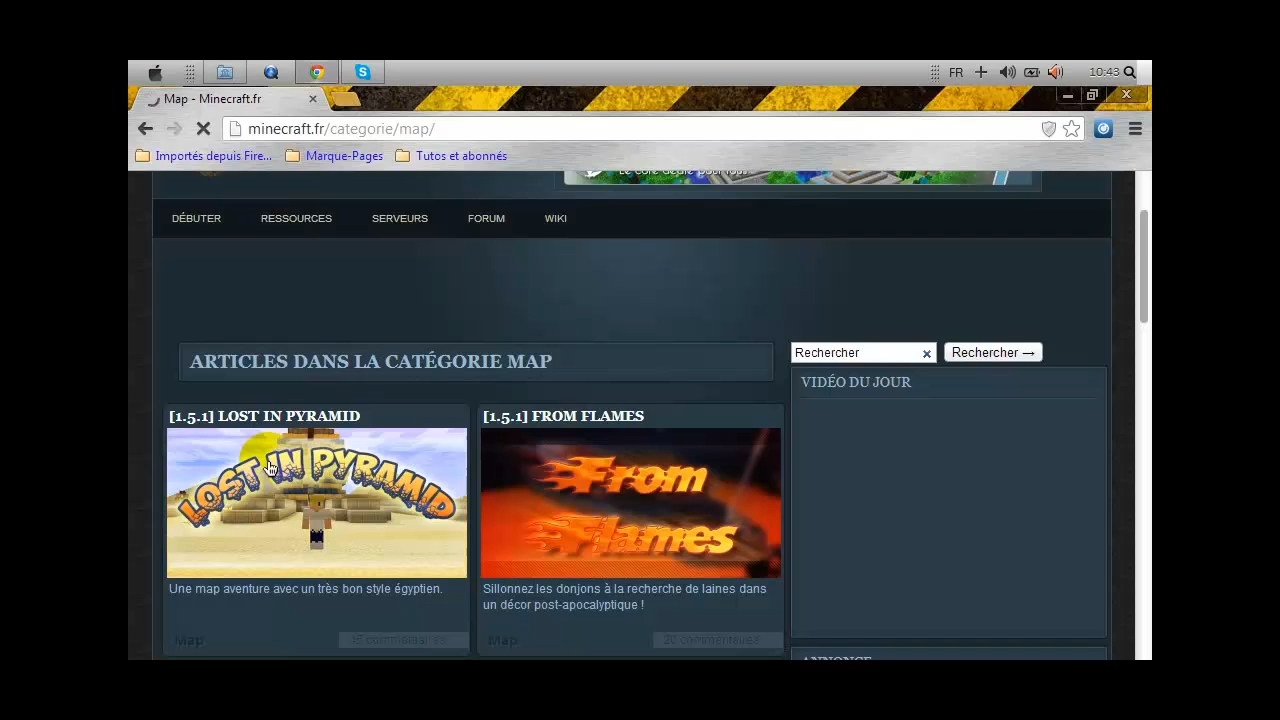 FR
10:43
Map - Minecraft.fr
minecraft.fr/categorie/map/
Importés depuis Fire... Marque-Pages Tutos et abonnés
DÉBUTER RESSOURCES SERVEURS FORUM WIKI
ARTICLES DANS LA CATÉGORIE MAP
Rechercher Rechercher →
VIDÉO DU JOUR
[1.5.1] LOST IN PYRAMID
LOST IN PYRAMID
Une map aventure avec un très bon style égyptien.
Map
[1.5.1] FROM FLAMES
From
Flames
Sillonnez les donjons à la recherche de laines dans
un décor post-apocalyptique !
Map
20 commentaires
ANNONCE